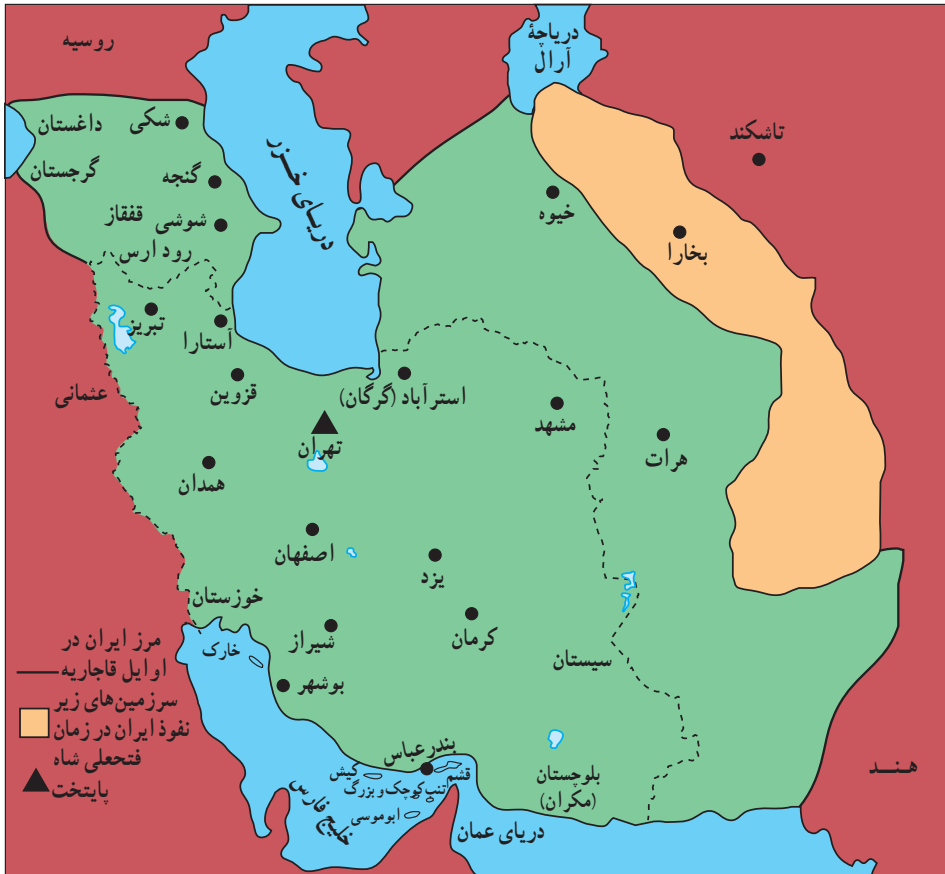 روسیه
دریاچهٔ
آرال
داغستان
شکی
تاشکند
گرجستان
گنجه
دریـای خـزر
خیوه
قفقاز
شوشی
رود ارس
بخارا
تبریز
آستارا
عثمانی
قزوین
استرآباد (گرگان)
مشهد
تهران
هرات
همدان
اصفهان
یزد
خوزستان
شیراز
کرمان
سیستان
خارک
بوشهر
بندرعباس
کیش
قشم
تنب‌کوچک و بزرگ
ابوموسی
خلیج فارس
دریای عمان
بلوچستان
(مکران)
هـنـد
مرز ایران در
اوایل قاجاریه
سرزمین‌های زیر
نفوذ ایران در زمان
فتحعلی شاه
پایتخت